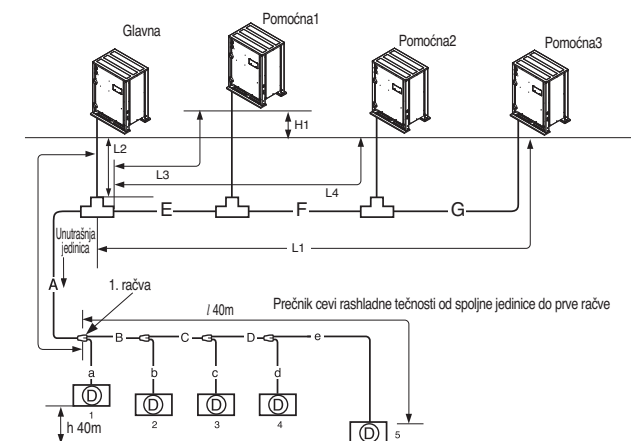 Glavna
Pomoćna1
Pomoćna2
Pomoćna3
H1
L2
L3
L4
E
F
G
Unutrašnja
jedinica
L1
A
1. račva
l 40m
Prečnik cevi rashladne tečnosti od spoljne jedinice do prve račve
B
C
D
e
a
b
c
d
D
D
D
D
1
2
3
4
h 40m
D
5